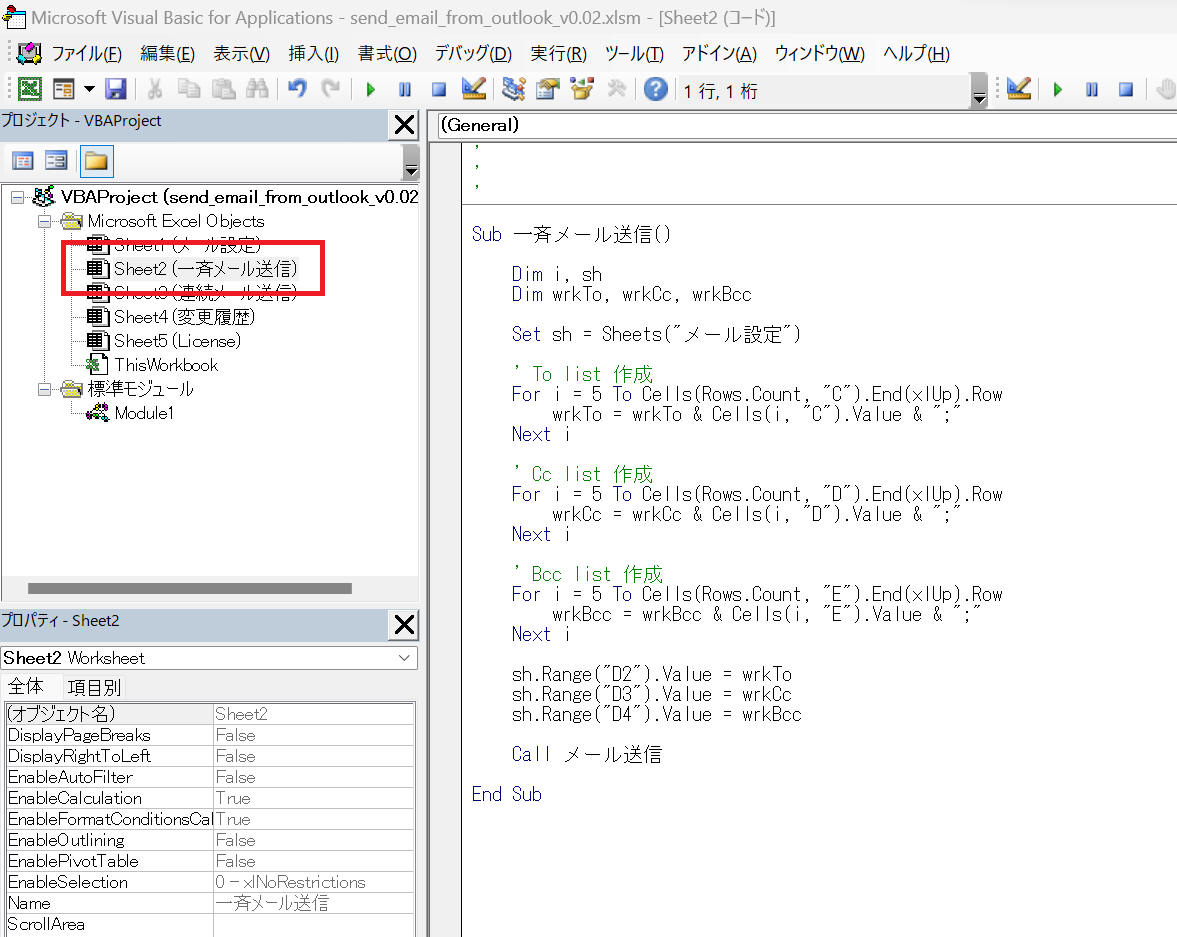 Microsoft Visual Basic for Applications - send_email_from_outlook_v0.02.xlsm - [Sheet2 (コード)]
ファイル(F) 編集(E) 表示(V) 挿入(I) 書式(O) デバッグ(D) 実行(R) ツール(T) アドイン(A) ウィンドウ(W) ヘルプ(H)
1 行, 1 桁
プロジェクト - VBAProject
VBAProject (send_email_from_outlook_v0.02
Microsoft Excel Objects
Sheet1 (メール設定)
Sheet2 (一斉メール送信)
Sheet3 (連続メール送信)
Sheet4 (変更履歴)
Sheet5 (License)
ThisWorkbook
標準モジュール
Module1
プロパティ - Sheet2
Sheet2 Worksheet
全体 項目別
(オブジェクト名) Sheet2
DisplayPageBreaks False
DisplayRightToLeft False
EnableAutoFilter False
EnableCalculation True
EnableFormatConditionsCal True
EnableOutlining False
EnablePivotTable False
EnableSelection 0 - xlNoRestrictions
Name 一斉メール送信
ScrollArea
(General)
'
'
'
Sub 一斉メール送信()
Dim i, sh
Dim wrkTo, wrkCc, wrkBcc
Set sh = Sheets("メール設定")
' To list 作成
For i = 5 To Cells(Rows.Count, "C").End(xlUp).Row
wrkTo = wrkTo & Cells(i, "C").Value & ";"
Next i
' Cc list 作成
For i = 5 To Cells(Rows.Count, "D").End(xlUp).Row
wrkCc = wrkCc & Cells(i, "D").Value & ";"
Next i
' Bcc list 作成
For i = 5 To Cells(Rows.Count, "E").End(xlUp).Row
wrkBcc = wrkBcc & Cells(i, "E").Value & ";"
Next i
sh.Range("D2").Value = wrkTo
sh.Range("D3").Value = wrkCc
sh.Range("D4").Value = wrkBcc
Call メール送信
End Sub